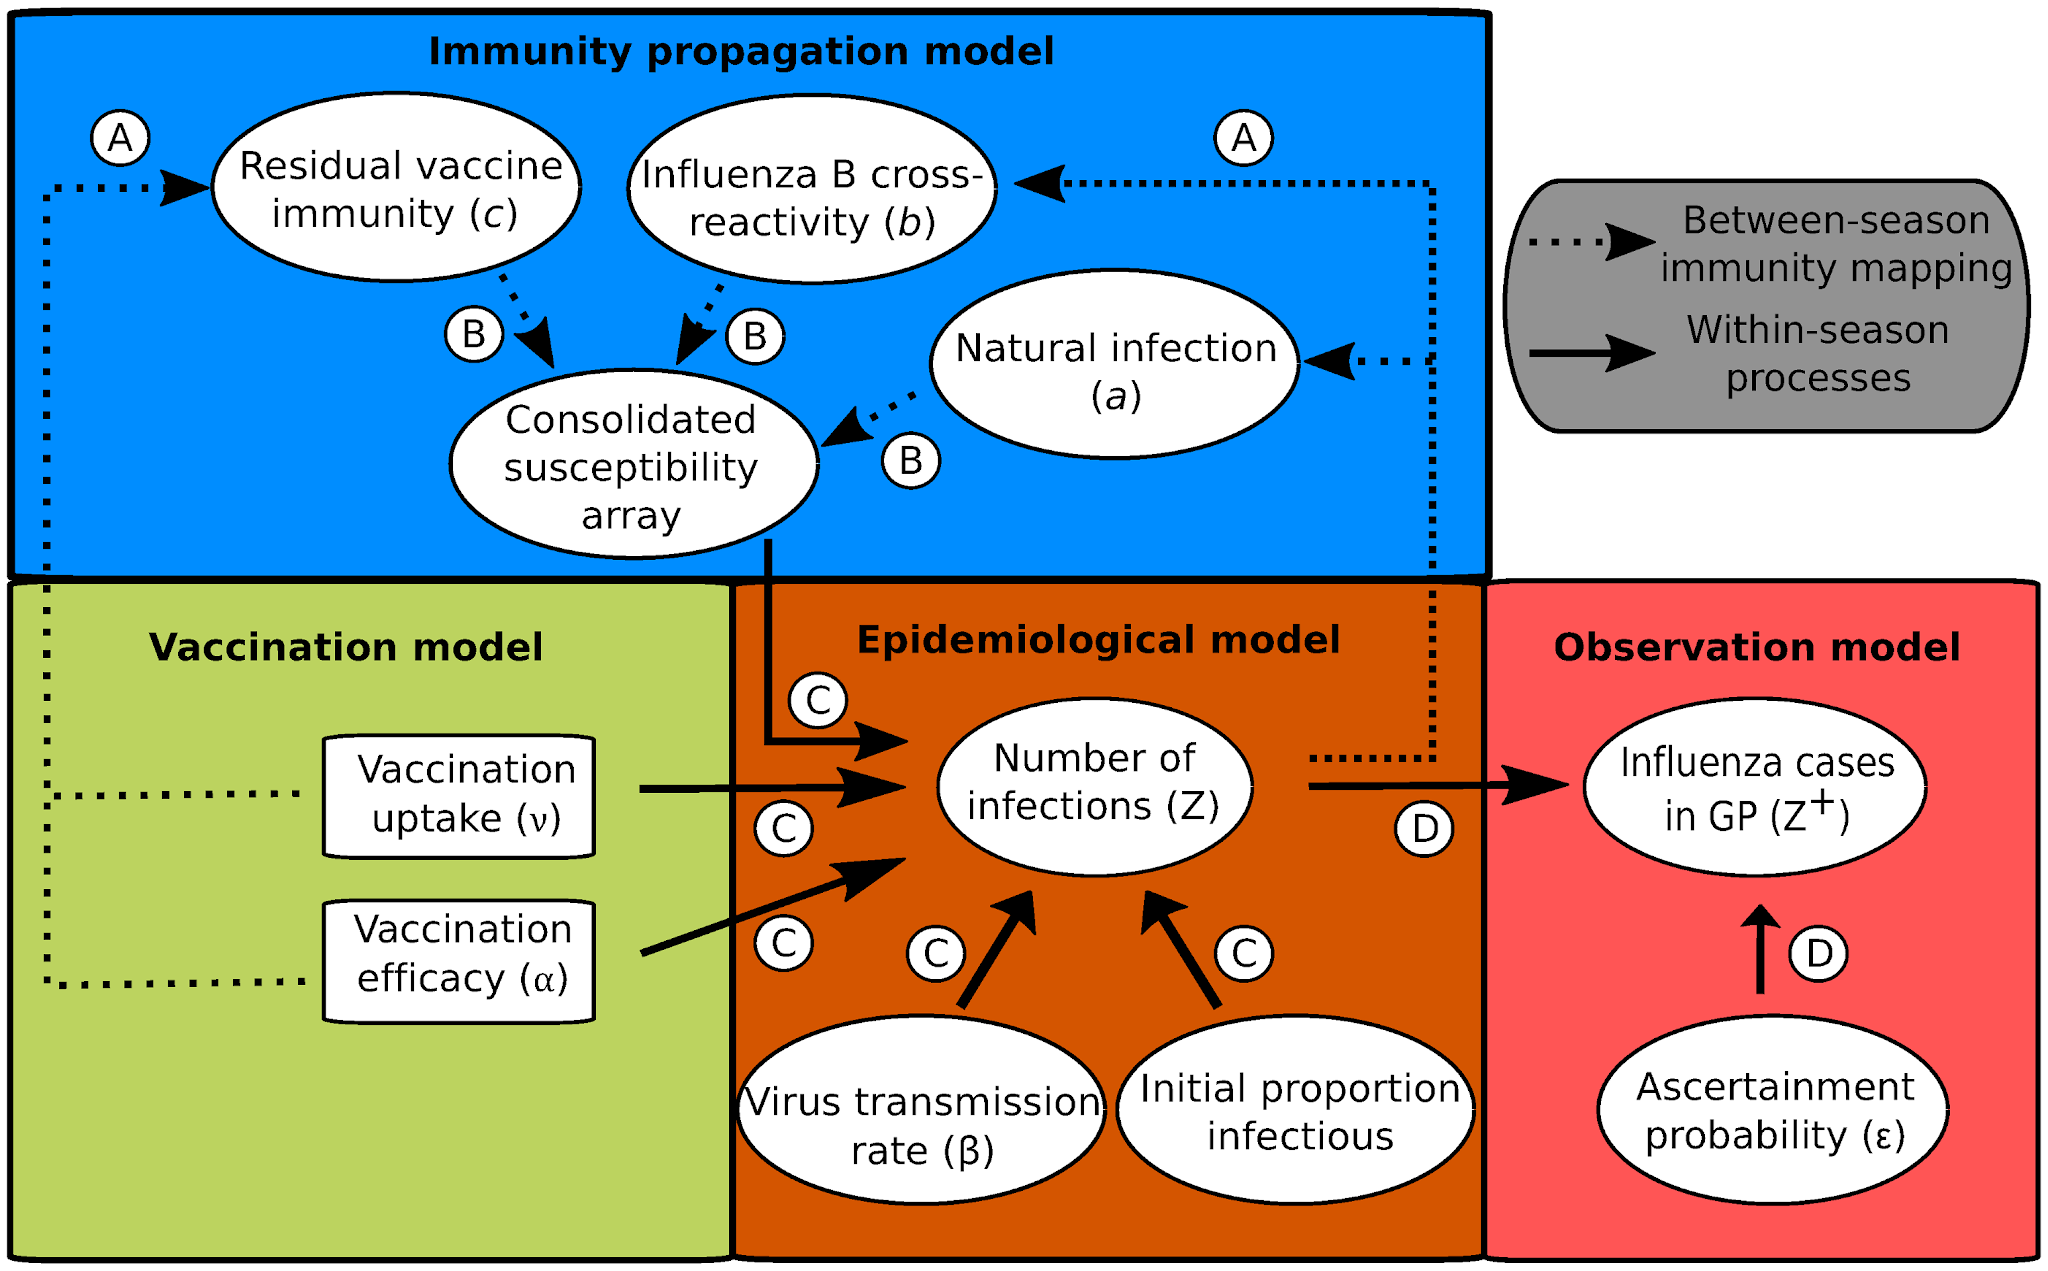 Immunity propagation model
A
Residual vaccine
immunity (c)
Influenza B cross-
reactivity (b)
A
B
B
Natural infection
(a)
B
Consolidated
susceptibility
array
Between-season
immunity mapping
Within-season
processes
Vaccination model
Vaccination
uptake (ν)
Vaccination
efficacy (α)
Epidemiological model
C
C
C
Number of
infections (Z)
C
C
Virus transmission
rate (β)
Initial proportion
infectious
D
Observation model
Influenza cases
in GP (Z⁺)
D
Ascertainment
probability (ε)